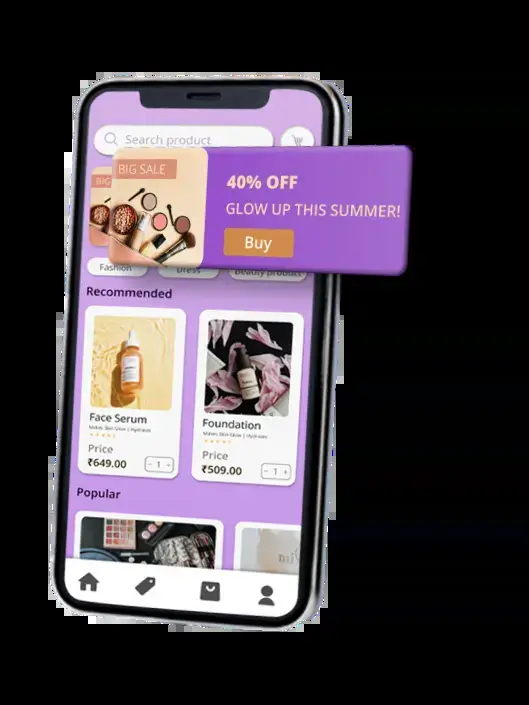 Search product
BIG
BIG SALE
40% OFF
GLOW UP THIS SUMMER!
Buy
Fashion
Dress
Beauty product
Recommended
Face Serum
Makes Skin Glow | Hydrates
Price
₹649.00
− 1 +
Foundation
Makes Skin Glow | Hydrates
Price
₹509.00
− 1 +
Popular